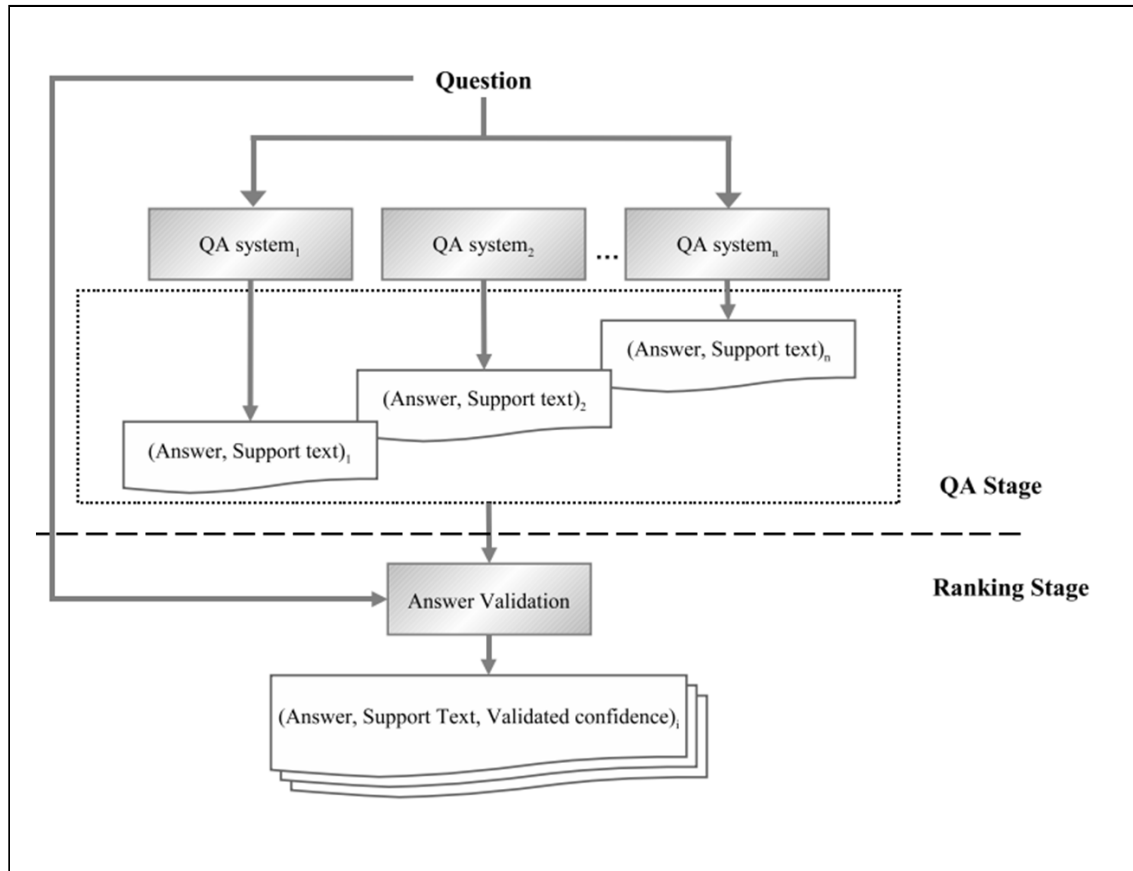 Question
QA system1
QA system2
...
QA systemn
(Answer, Support text)n
(Answer, Support text)2
(Answer, Support text)1
QA Stage
Ranking Stage
Answer Validation
(Answer, Support Text, Validated confidence)i